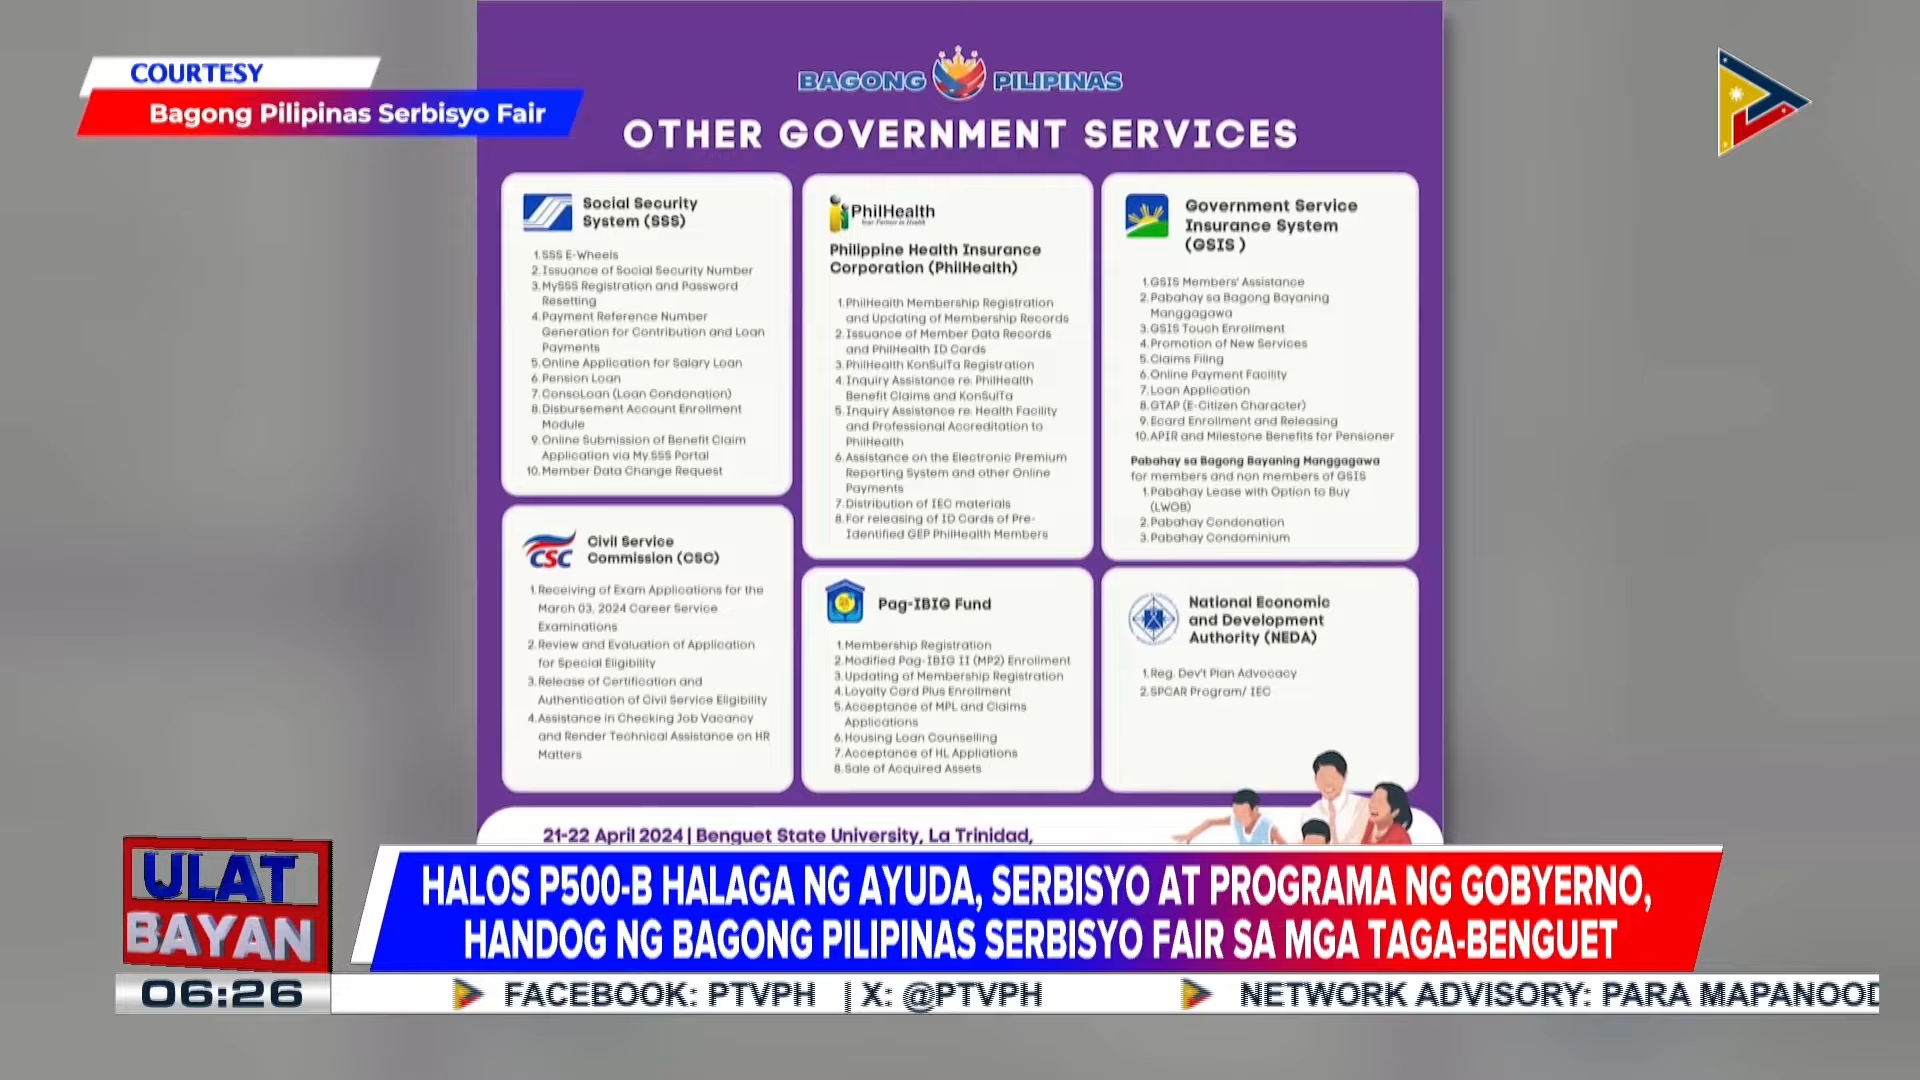 COURTESY
Bagong Pilipinas Serbisyo Fair
BAGONG PILIPINAS
OTHER GOVERNMENT SERVICES
Social Security
System (SSS)
1. SSS E-Wheels
2. Issuance of Social Security Number
3. MySSS Registration and Password
Resetting
4. Payment Reference Number
Generation for Contribution and Loan
Payments
5. Online Application for Salary Loan
6. Pension Loan
7. ConsoLoan (Loan Condonation)
8. Disbursement Account Enrollment
Module
9. Online Submission of Benefit Claim
Application via My.SSS Portal
10. Member Data Change Request
PhilHealth
Your Partner in Health
Philippine Health Insurance
Corporation (PhilHealth)
1. PhilHealth Membership Registration
and Updating of Membership Records
2. Issuance of Member Data Records
and PhilHealth ID Cards
3. PhilHealth KonSulTa Registration
4. Inquiry Assistance re: PhilHealth
Benefit Claims and KonSulTa
5. Inquiry Assistance re: Health Facility
and Professional Accreditation to
PhilHealth
6. Assistance on the Electronic Premium
Reporting System and other Online
Payments
7. Distribution of IEC materials
8. For releasing of ID Cards of Pre-
Identified GEP PhilHealth Members
Government Service
Insurance System
(GSIS )
1. GSIS Members' Assistance
2. Pabahay sa Bagong Bayaning
Manggagawa
3. GSIS Touch Enrollment
4. Promotion of New Services
5. Claims Filing
6. Online Payment Facility
7. Loan Application
8. GTAP (E-Citizen Character)
9. Ecard Enrollment and Releasing
10. APIR and Milestone Benefits for Pensioner
Pabahay sa Bagong Bayaning Manggagawa
for members and non members of GSIS
1. Pabahay Lease with Option to Buy
(LWOB)
2. Pabahay Condonation
3. Pabahay Condominium
CSC
Civil Service
Commission (CSC)
1. Receiving of Exam Applications for the
March 03, 2024 Career Service
Examinations
2. Review and Evaluation of Application
for Special Eligibility
3. Release of Certification and
Authentication of Civil Service Eligibility
4. Assistance in Checking Job Vacancy
and Render Technical Assistance on HR
Matters
Pag-IBIG Fund
1. Membership Registration
2. Modified Pag-IBIG II (MP2) Enrollment
3. Updating of Membership Registration
4. Loyalty Card Plus Enrollment
5. Acceptance of MPL and Claims
Applications
6. Housing Loan Counselling
7. Acceptance of HL Appliations
8. Sale of Acquired Assets
National Economic
and Development
Authority (NEDA)
1. Reg. Dev't Plan Advocacy
2. SPCAR Program/ IEC
21-22 April 2024 | Benguet State University, La Trinidad,
ULAT
BAYAN
HALOS P500-B HALAGA NG AYUDA, SERBISYO AT PROGRAMA NG GOBYERNO,
HANDOG NG BAGONG PILIPINAS SERBISYO FAIR SA MGA TAGA-BENGUET
06:26
FACEBOOK: PTVPH | X: @PTVPH NETWORK ADVISORY: PARA MAPANOOD